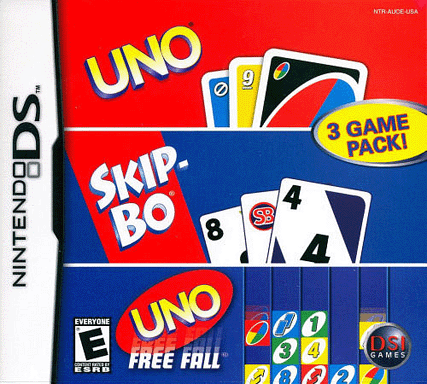 NTR-AUCE-USA
NINTENDO DS™
UNO®
9
3 GAME
PACK!
SKIP-
BO®
8
SB
4
4
UNO
FREE FALL®
1
3 4
8 2
EVERYONE
E
CONTENT RATED BY
ESRB
DSI
GAMES